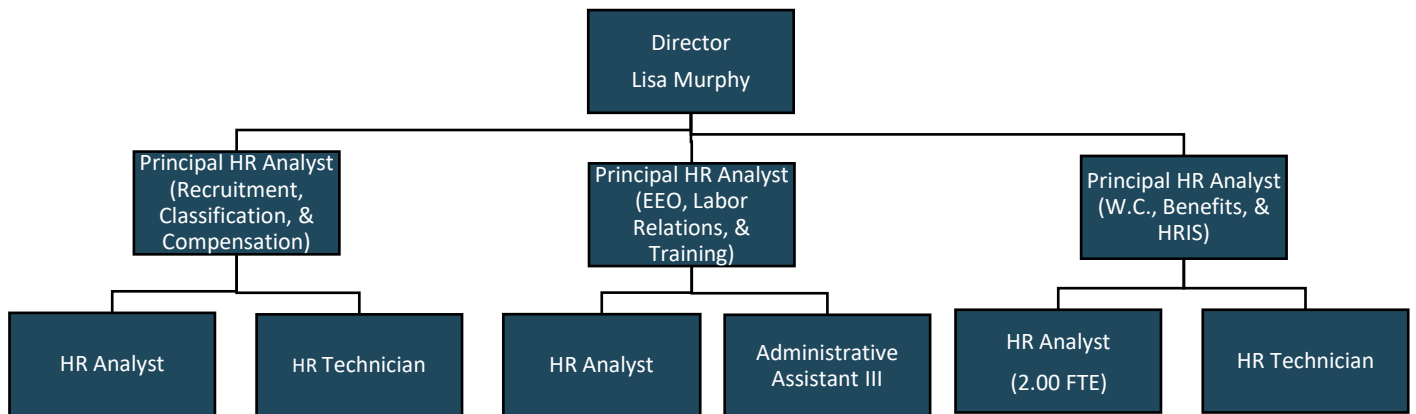 Director
Lisa Murphy
Principal HR Analyst
(Recruitment,
Classification, &
Compensation)
Principal HR Analyst
(EEO, Labor
Relations, &
Training)
Principal HR Analyst
(W.C., Benefits, &
HRIS)
HR Analyst
HR Technician
HR Analyst
Administrative
Assistant III
HR Analyst
(2.00 FTE)
HR Technician